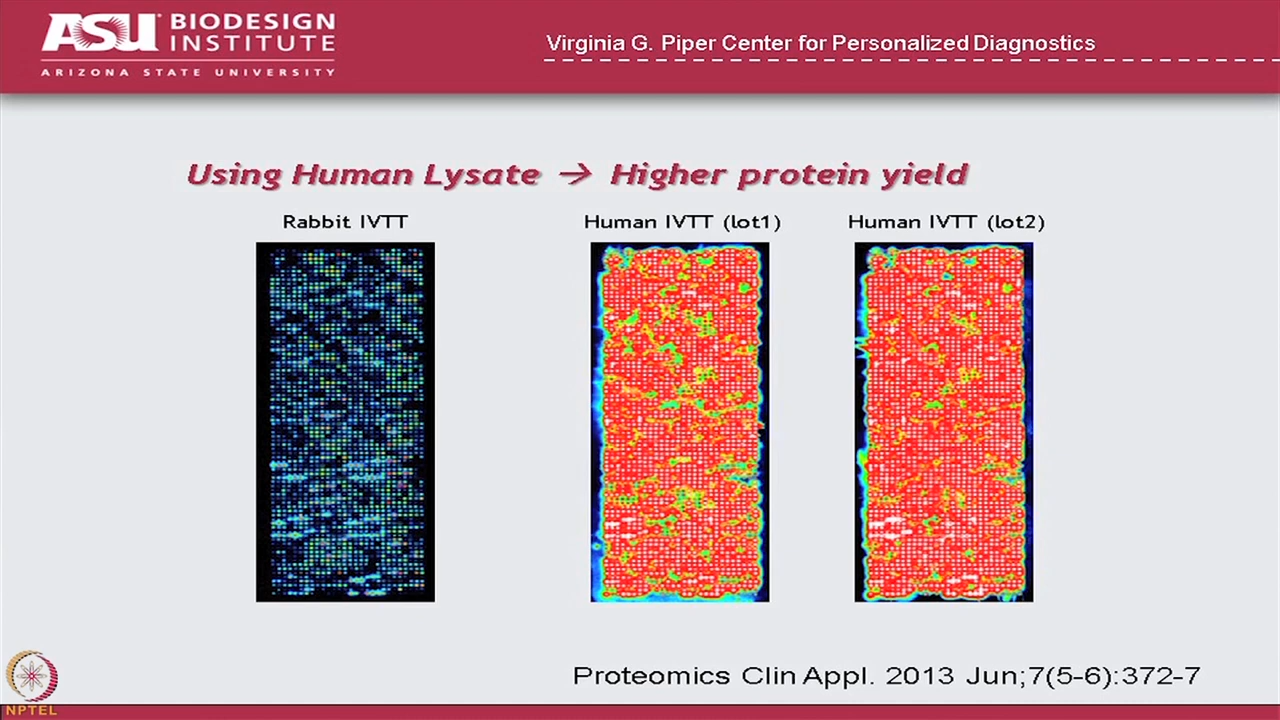 ASU BIODESIGN
INSTITUTE
ARIZONA STATE UNIVERSITY
Virginia G. Piper Center for Personalized Diagnostics
Using Human Lysate → Higher protein yield
Rabbit IVTT
Human IVTT (lot1)
Human IVTT (lot2)
Proteomics Clin Appl. 2013 Jun;7(5-6):372-7
NPTEL